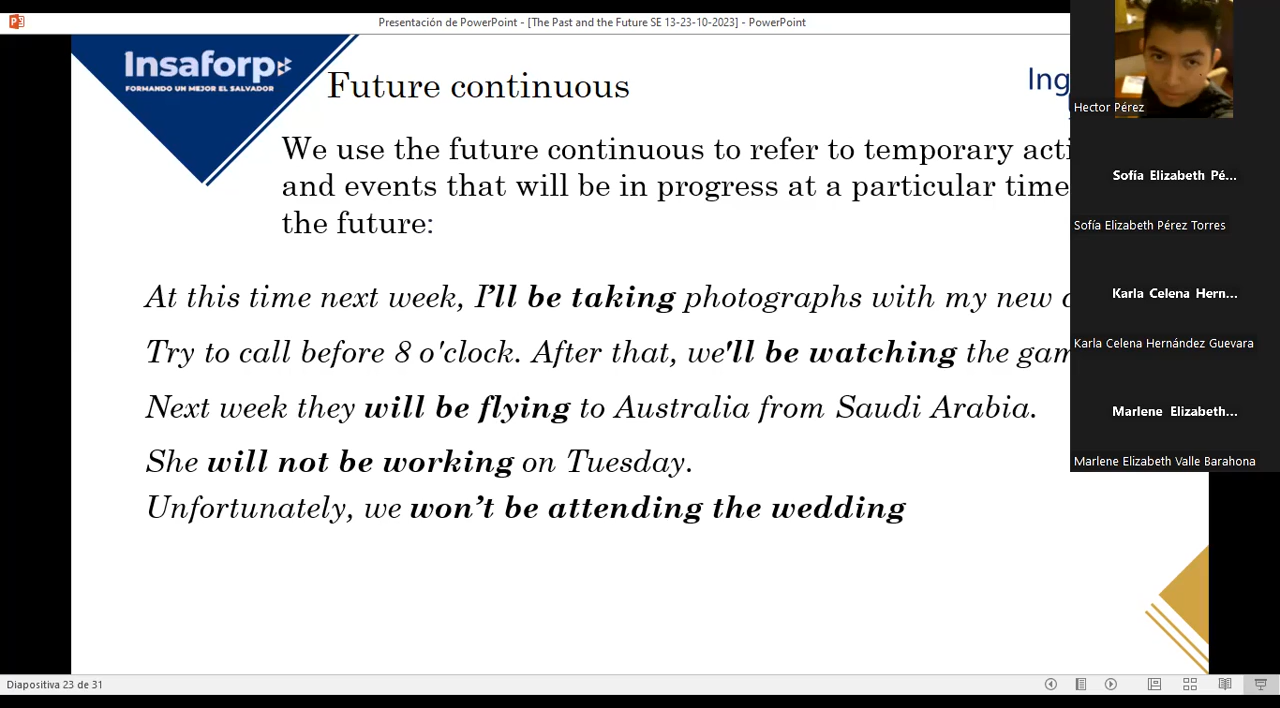 Presentación de PowerPoint - [The Past and the Future SE 13-23-10-2023] - PowerPoint
Insaforp
FORMANDO UN MEJOR EL SALVADOR
Future continuous
Ing
We use the future continuous to refer to temporary acti
and events that will be in progress at a particular time
the future:
At this time next week, I’ll be taking photographs with my new c
Try to call before 8 o'clock. After that, we'll be watching the gam
Next week they will be flying to Australia from Saudi Arabia.
She will not be working on Tuesday.
Unfortunately, we won’t be attending the wedding
Hector Pérez
Sofía Elizabeth Pé...
Sofía Elizabeth Pérez Torres
Karla Celena Hern...
Karla Celena Hernández Guevara
Marlene Elizabeth...
Marlene Elizabeth Valle Barahona
Diapositiva 23 de 31